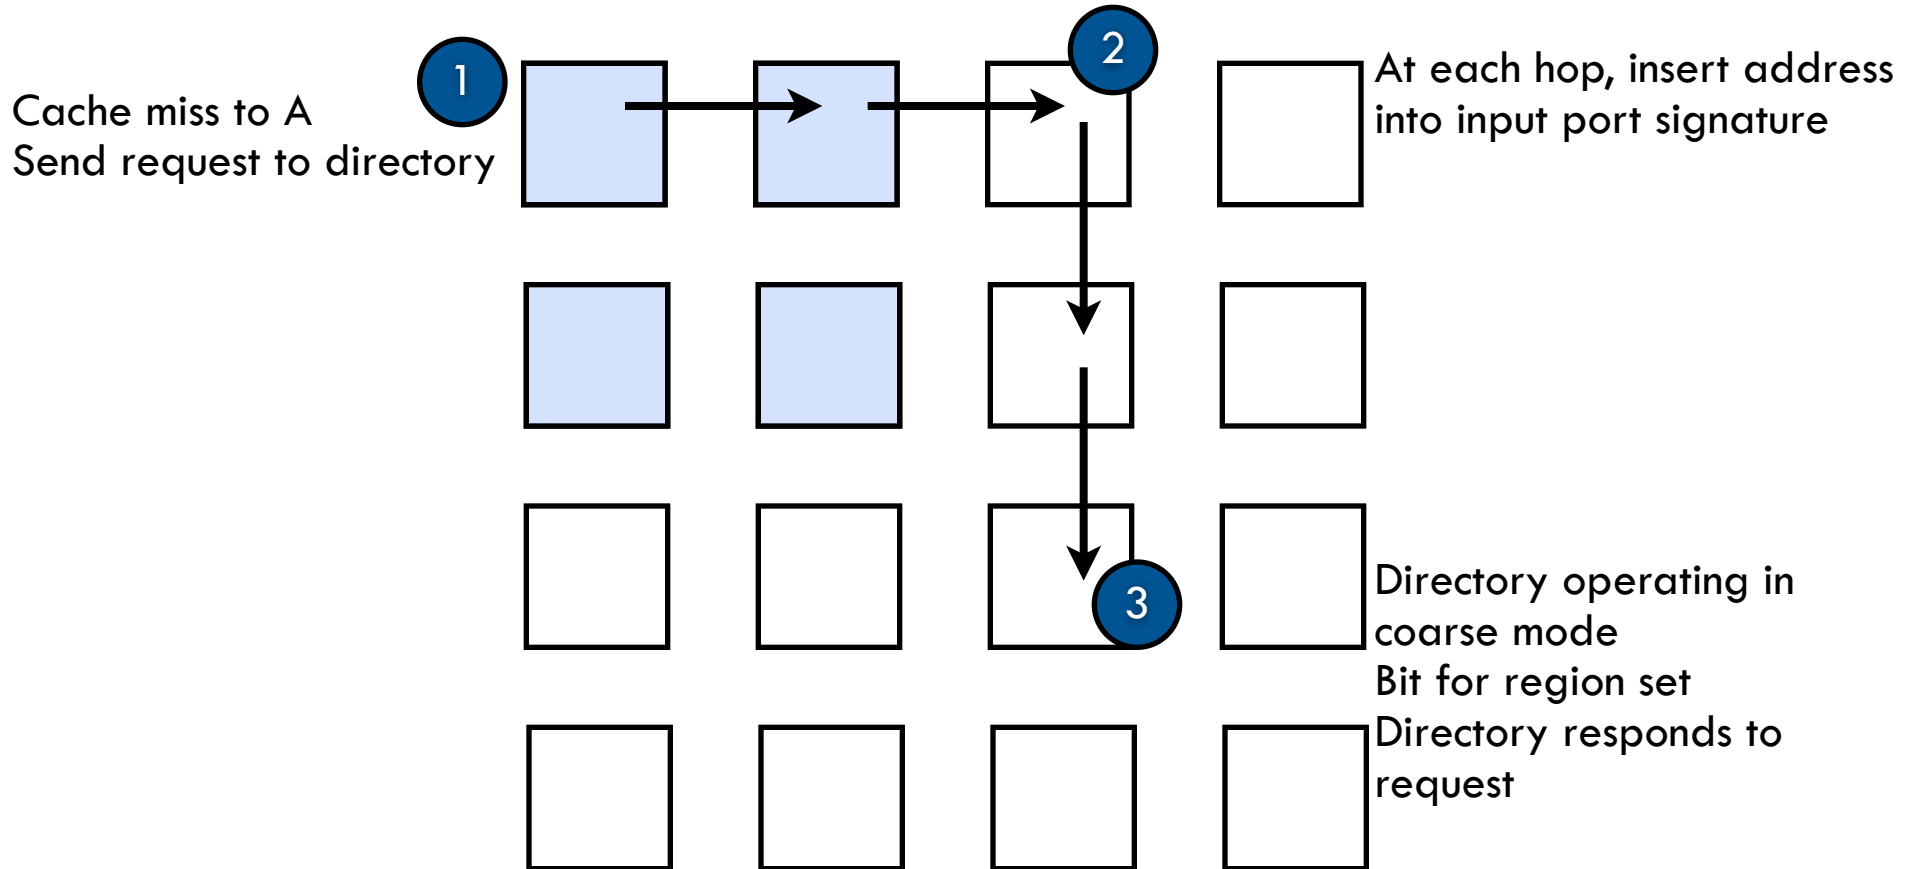 1
Cache miss to A
Send request to directory
2
At each hop, insert address
into input port signature
3
Directory operating in
coarse mode
Bit for region set
Directory responds to
request